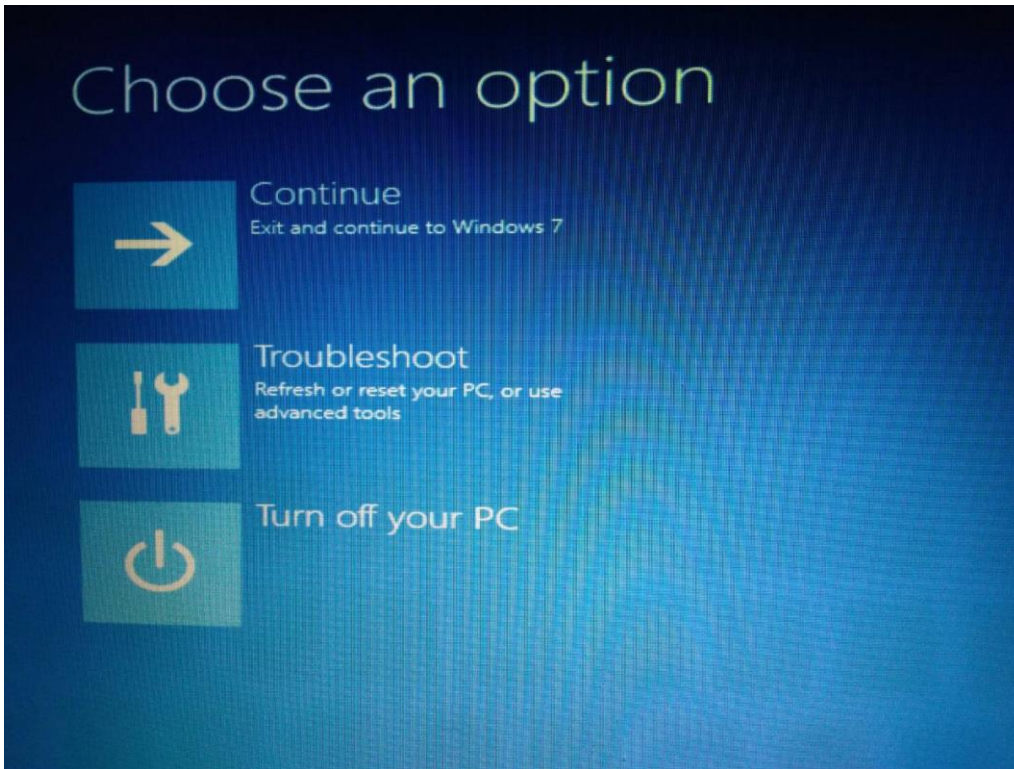 Choose an option
Continue
Exit and continue to Windows 7
Troubleshoot
Refresh or reset your PC, or use
advanced tools
Turn off your PC